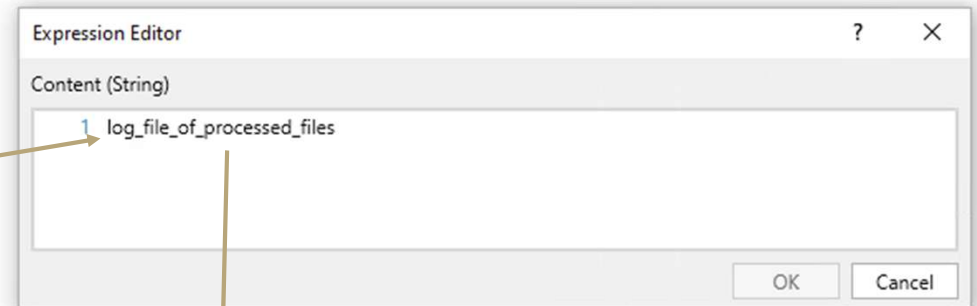 Expression Editor ?
Content (String)
1 log_file_of_processed_files
OK Cancel